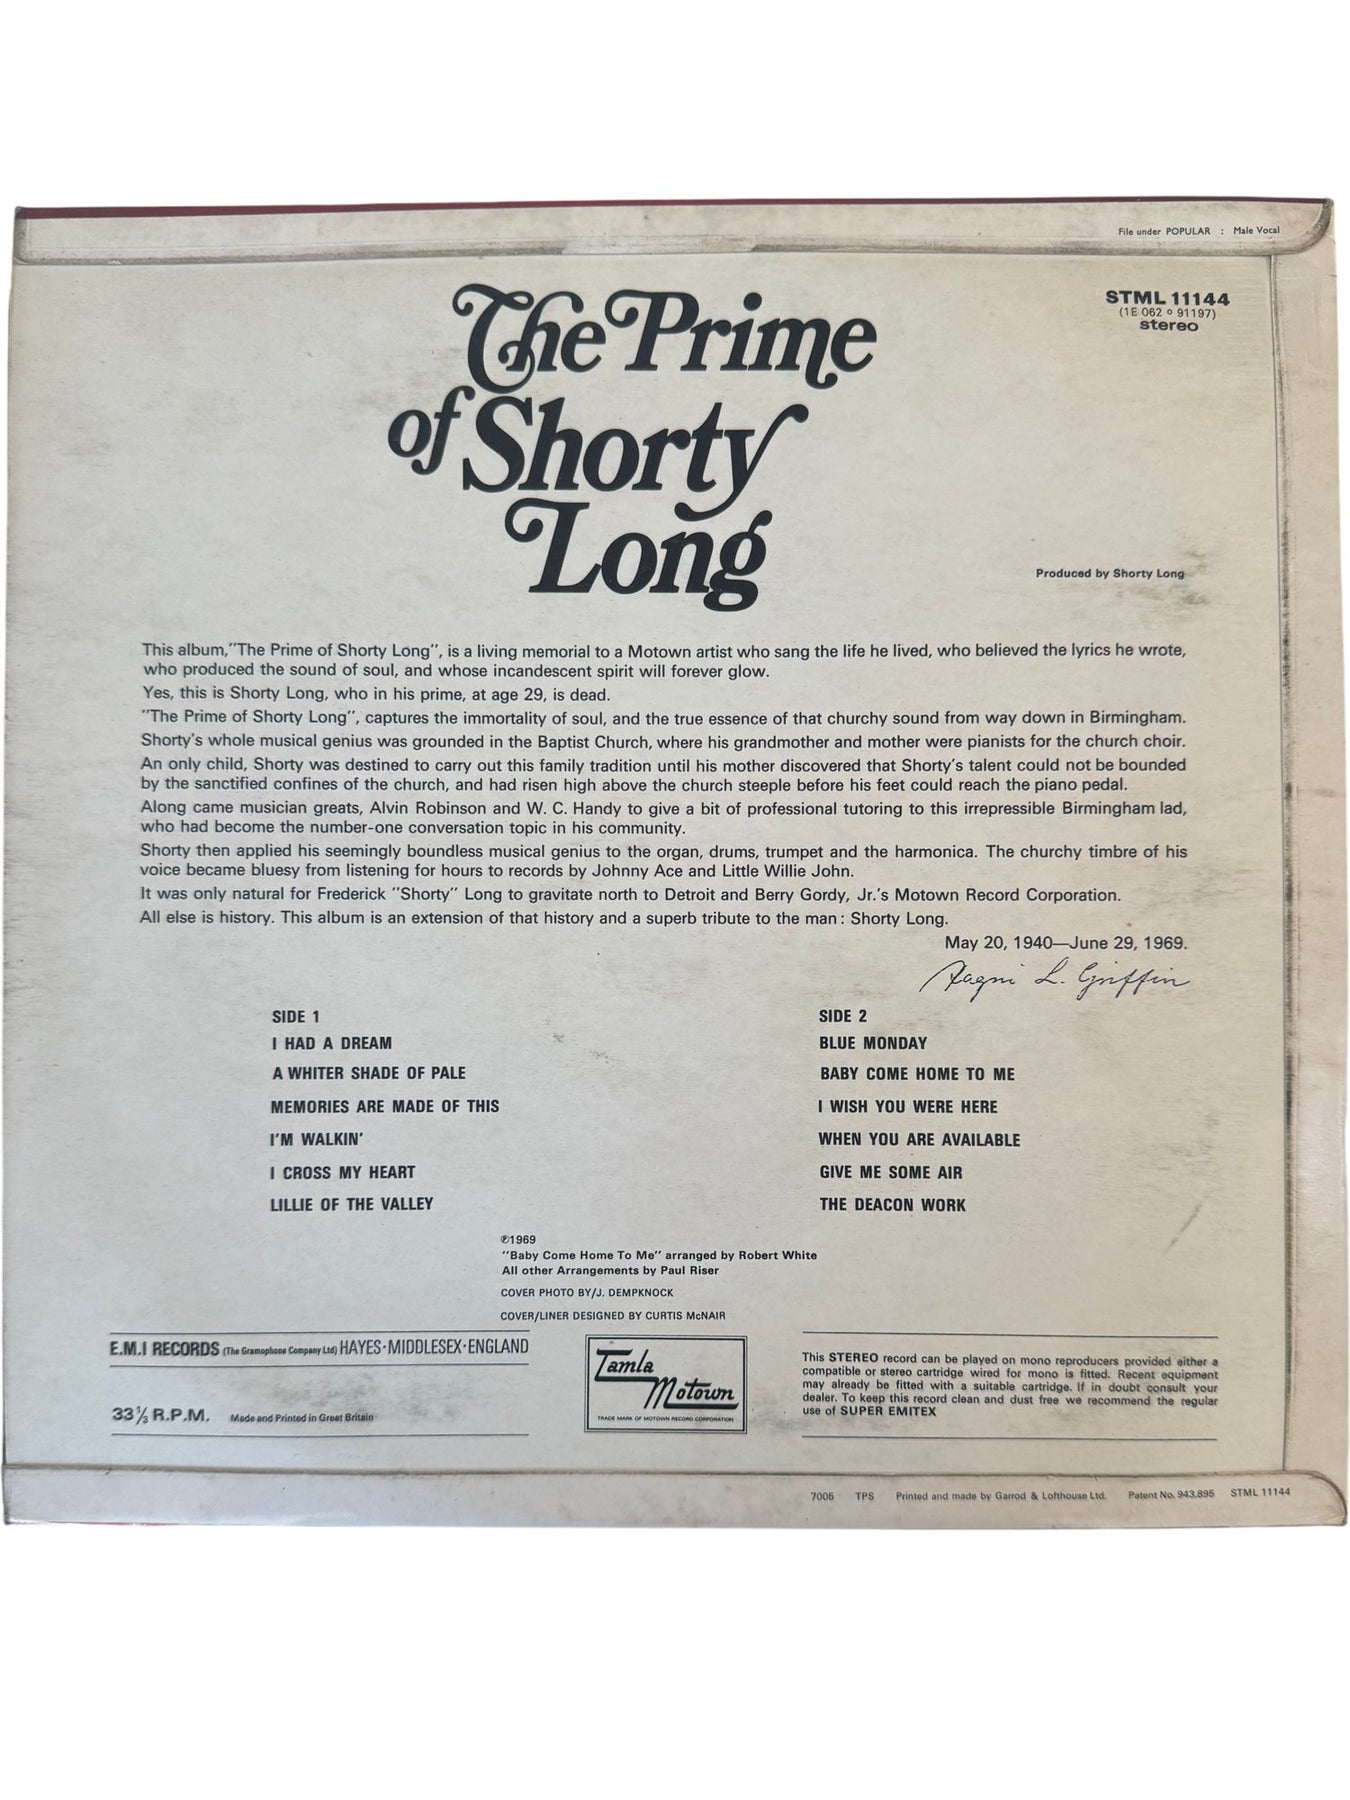 File under POPULAR : Male Vocal
The Prime
of Shorty
Long
STML 11144
(1E 062 o 91197)
stereo
Produced by Shorty Long
This album,"The Prime of Shorty Long", is a living memorial to a Motown artist who sang the life he lived, who believed the lyrics he wrote,
who produced the sound of soul, and whose incandescent spirit will forever glow.
Yes, this is Shorty Long, who in his prime, at age 29, is dead.
"The Prime of Shorty Long", captures the immortality of soul, and the true essence of that churchy sound from way down in Birmingham.
Shorty's whole musical genius was grounded in the Baptist Church, where his grandmother and mother were pianists for the church choir.
An only child, Shorty was destined to carry out this family tradition until his mother discovered that Shorty's talent could not be bounded
by the sanctified confines of the church, and had risen high above the church steeple before his feet could reach the piano pedal.
Along came musician greats, Alvin Robinson and W. C. Handy to give a bit of professional tutoring to this irrepressible Birmingham lad,
who had become the number-one conversation topic in his community.
Shorty then applied his seemingly boundless musical genius to the organ, drums, trumpet and the harmonica. The churchy timbre of his
voice became bluesy from listening for hours to records by Johnny Ace and Little Willie John.
It was only natural for Frederick "Shorty" Long to gravitate north to Detroit and Berry Gordy, Jr.'s Motown Record Corporation.
All else is history. This album is an extension of that history and a superb tribute to the man: Shorty Long.
May 20, 1940—June 29, 1969.
L. Griffin
SIDE 1
I HAD A DREAM
A WHITER SHADE OF PALE
MEMORIES ARE MADE OF THIS
I'M WALKIN'
I CROSS MY HEART
LILLIE OF THE VALLEY
SIDE 2
BLUE MONDAY
BABY COME HOME TO ME
I WISH YOU WERE HERE
WHEN YOU ARE AVAILABLE
GIVE ME SOME AIR
THE DEACON WORK
℗1969
"Baby Come Home To Me" arranged by Robert White
All other Arrangements by Paul Riser
COVER PHOTO BY/J. DEMPKNOCK
COVER/LINER DESIGNED BY CURTIS McNAIR
E.M.I RECORDS (The Gramophone Company Ltd) HAYES·MIDDLESEX·ENGLAND
33⅓ R.P.M. Made and Printed in Great Britain
Tamla
Motown
TRADE MARK OF MOTOWN RECORD CORPORATION
This STEREO record can be played on mono reproducers provided either a
compatible or stereo cartridge wired for mono is fitted. Recent equipment
may already be fitted with a suitable cartridge. If in doubt consult your
dealer. To keep this record clean and dust free we recommend the regular
use of SUPER EMITEX
7005 TPS Printed and made by Garrod & Lofthouse Ltd. Patent No. 943,895 STML 11144